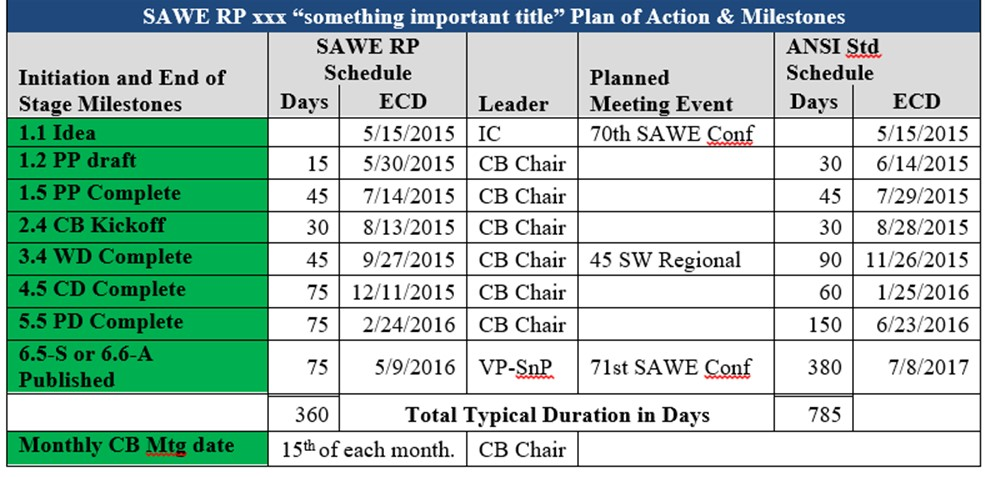 SAWE RP xxx “something important title” Plan of Action & Milestones
Initiation and End of Stage Milestones SAWE RP Schedule Leader Planned Meeting Event ANSI Std Schedule
Days ECD Days ECD
1.1 Idea 5/15/2015 IC 70th SAWE Conf 5/15/2015
1.2 PP draft 15 5/30/2015 CB Chair 30 6/14/2015
1.5 PP Complete 45 7/14/2015 CB Chair 45 7/29/2015
2.4 CB Kickoff 30 8/13/2015 CB Chair 30 8/28/2015
3.4 WD Complete 45 9/27/2015 CB Chair 45 SW Regional 90 11/26/2015
4.5 CD Complete 75 12/11/2015 CB Chair 60 1/25/2016
5.5 PD Complete 75 2/24/2016 CB Chair 150 6/23/2016
6.5-S or 6.6-A
Published 75 5/9/2016 VP-SnP 71st SAWE Conf 380 7/8/2017
360 Total Typical Duration in Days 785
Monthly CB Mtg date 15th of each month. CB Chair